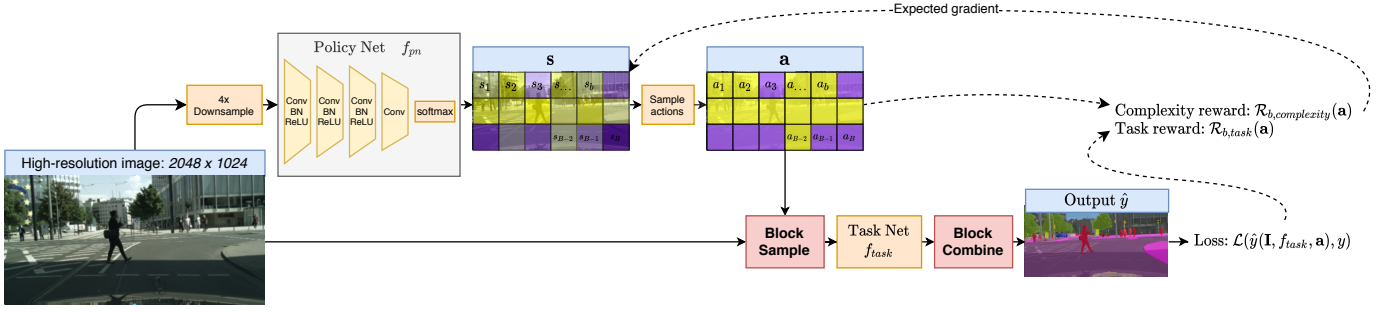 Expected gradient
Policy Net f_{pn}
s
a
4x
Downsample
Conv
BN
ReLU
Conv
BN
ReLU
Conv
BN
ReLU
Conv
softmax
s_1 s_2 s_3 s_{...} s_b
s_{B-2} s_{B-1} s_B
Sample
actions
a_1 a_2 a_3 a_{...} a_b
a_{B-2} a_{B-1} a_B
Complexity reward: \mathcal{R}_{b,complexity}(\mathbf{a})
Task reward: \mathcal{R}_{b,task}(\mathbf{a})
High-resolution image: 2048 x 1024
Block
Sample
Task Net
f_{task}
Block
Combine
Output ŷ
Loss: \mathcal{L}(ŷ(\mathbf{I}, f_{task}, \mathbf{a}), y)